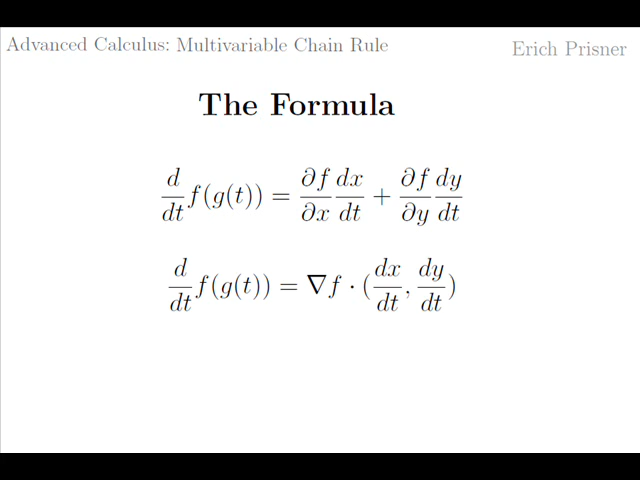 Advanced Calculus: Multivariable Chain Rule
Erich Prisner
The Formula
d/dt f(g(t)) = ∂f/∂x dx/dt + ∂f/∂y dy/dt
d/dt f(g(t)) = ∇f · (dx/dt, dy/dt)